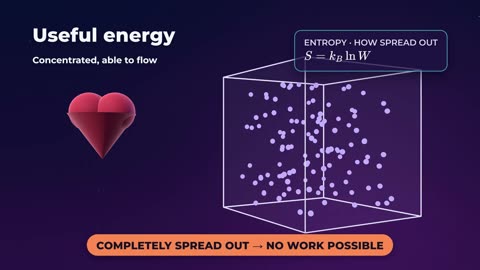 Useful energy
Concentrated, able to flow
ENTROPY · HOW SPREAD OUT
S = k_B ln W
COMPLETELY SPREAD OUT → NO WORK POSSIBLE